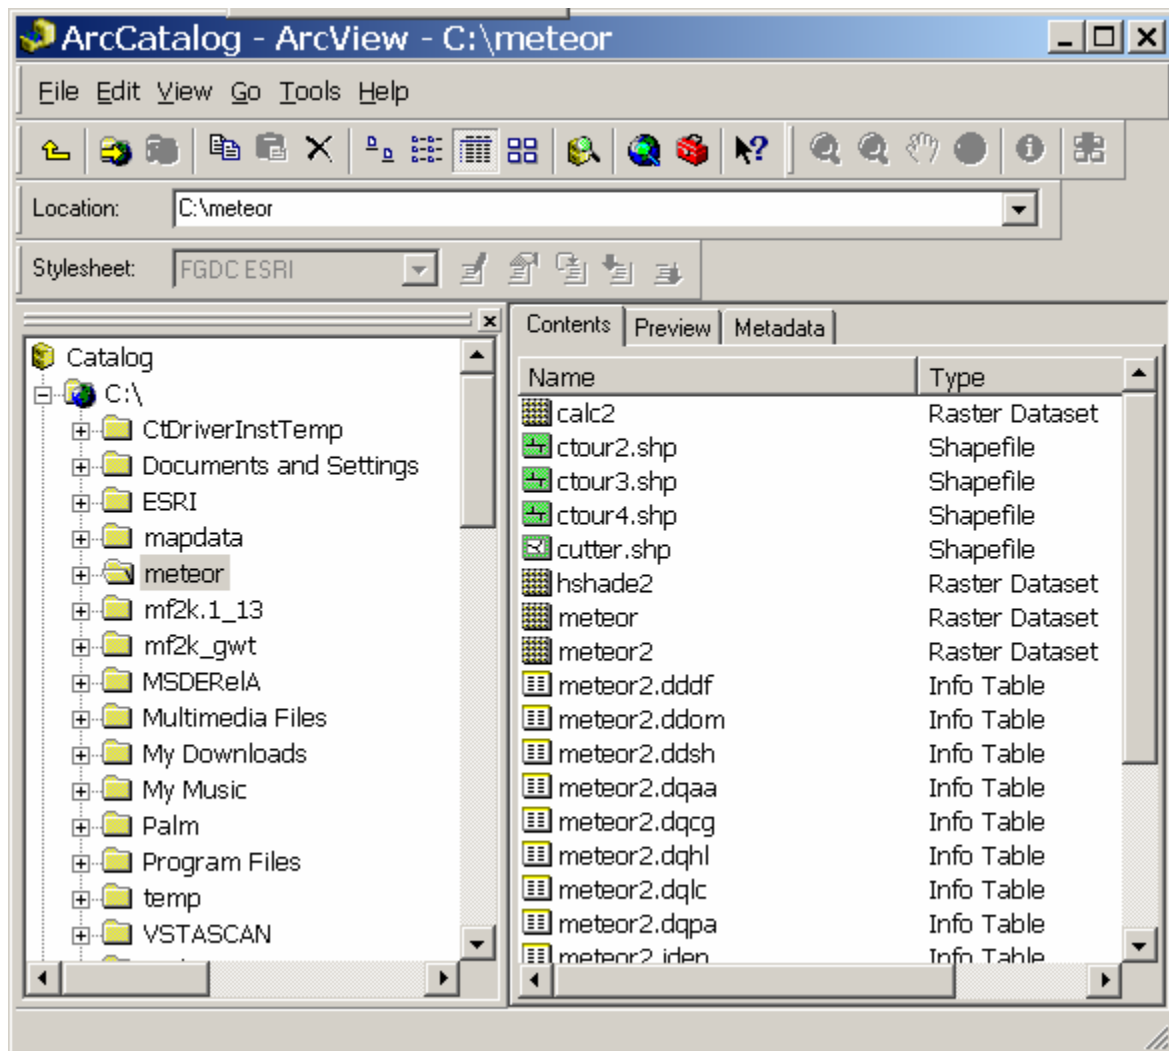 ArcCatalog - ArcView - C:\meteor
File Edit View Go Tools Help
Location: C:\meteor
Stylesheet: FGDC ESRI
Catalog
C:\
CtDriverInstTemp
Documents and Settings
ESRI
mapdata
meteor
mf2k.1_13
mf2k_gwt
MSDERelA
Multimedia Files
My Downloads
My Music
Palm
Program Files
temp
VSTASCAN
Contents Preview Metadata
Name Type
calc2 Raster Dataset
ctour2.shp Shapefile
ctour3.shp Shapefile
ctour4.shp Shapefile
cutter.shp Shapefile
hshade2 Raster Dataset
meteor Raster Dataset
meteor2 Raster Dataset
meteor2.dddf Info Table
meteor2.ddom Info Table
meteor2.ddsh Info Table
meteor2.dqaa Info Table
meteor2.dqcg Info Table
meteor2.dqhl Info Table
meteor2.dqlc Info Table
meteor2.dqpa Info Table
meteor2.iden Info Table